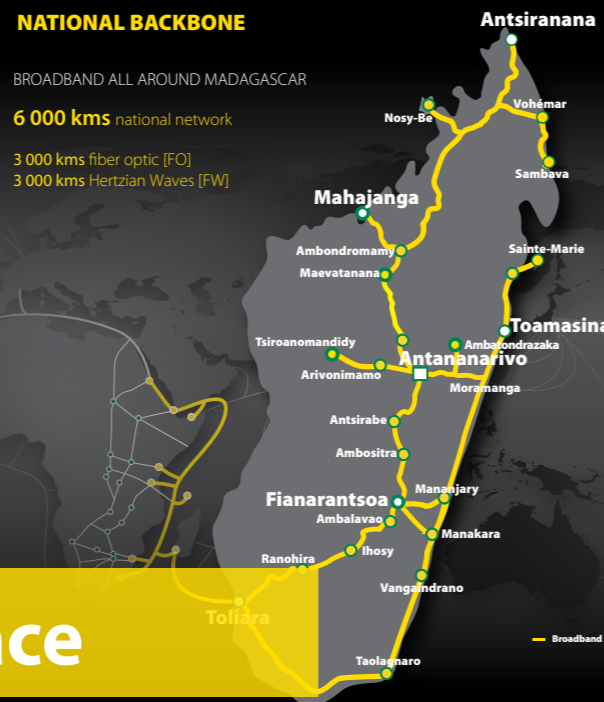 NATIONAL BACKBONE
BROADBAND ALL AROUND MADAGASCAR
6 000 kms national network
3 000 kms fiber optic [FO]
3 000 kms Hertzian Waves [FW]
Antsiranana
Nosy-Be
Vohémar
Sambava
Mahajanga
Ambondromamy
Sainte-Marie
Maevatanana
Toamasina
Tsiroanomandidy
Ambatondrazaka
Antananarivo
Arivonimamo
Moramanga
Antsirabe
Ambositra
Mananjary
Fianarantsoa
Ambalavao
Manakara
Ihosy
Ranohira
Vangaindrano
Toliara
nce
Broadband
Taolagnaro